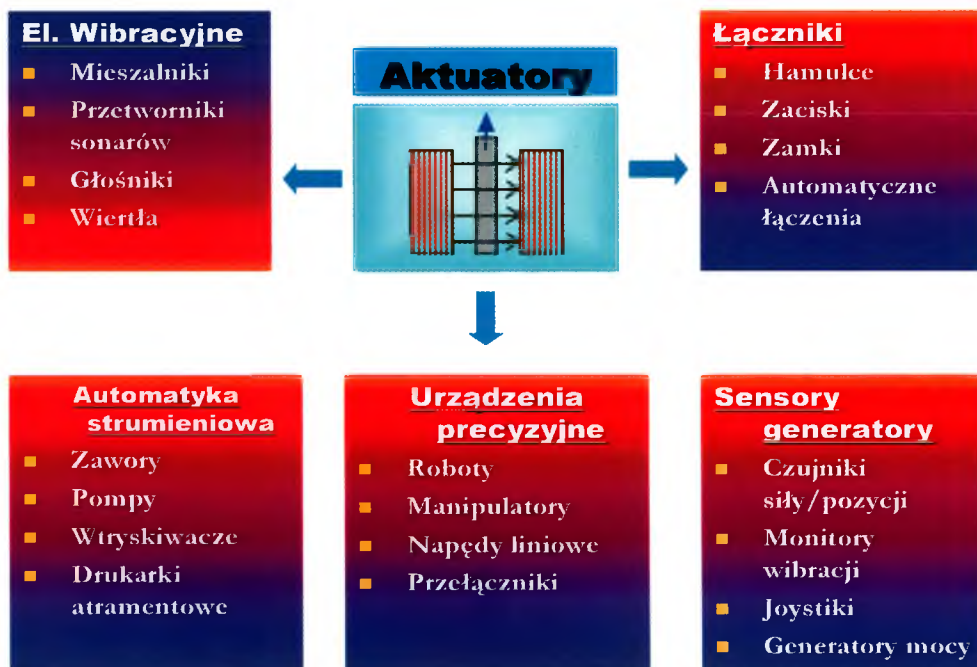 El. Wibracyjne
Mieszalniki
Przetworniki
sonarów
Głośniki
Wiertła
Aktuatory
Łączniki
Hamulce
Zaciski
Zamki
Automatyczne
łączenia
Automatyka
strumieniowa
Zawory
Pompy
Wtryskiwacze
Drukarki
atramentowe
Urządzenia
precyzyjne
Roboty
Manipulatory
Napędy liniowe
Przełączniki
Sensory
generatory
Czujniki
siły/pozycji
Monitory
wibracji
Joystiki
Generatory mocy